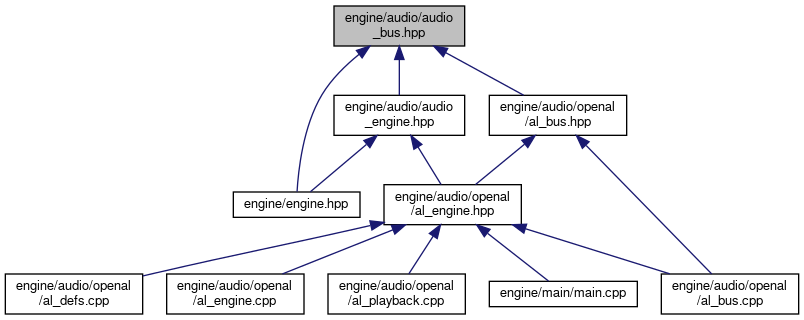 engine/audio/audio
_bus.hpp
engine/audio/audio
_engine.hpp
engine/audio/openal
/al_bus.hpp
engine/engine.hpp
engine/audio/openal
/al_engine.hpp
engine/audio/openal
/al_defs.cpp
engine/audio/openal
/al_engine.cpp
engine/audio/openal
/al_playback.cpp
engine/main/main.cpp
engine/audio/openal
/al_bus.cpp